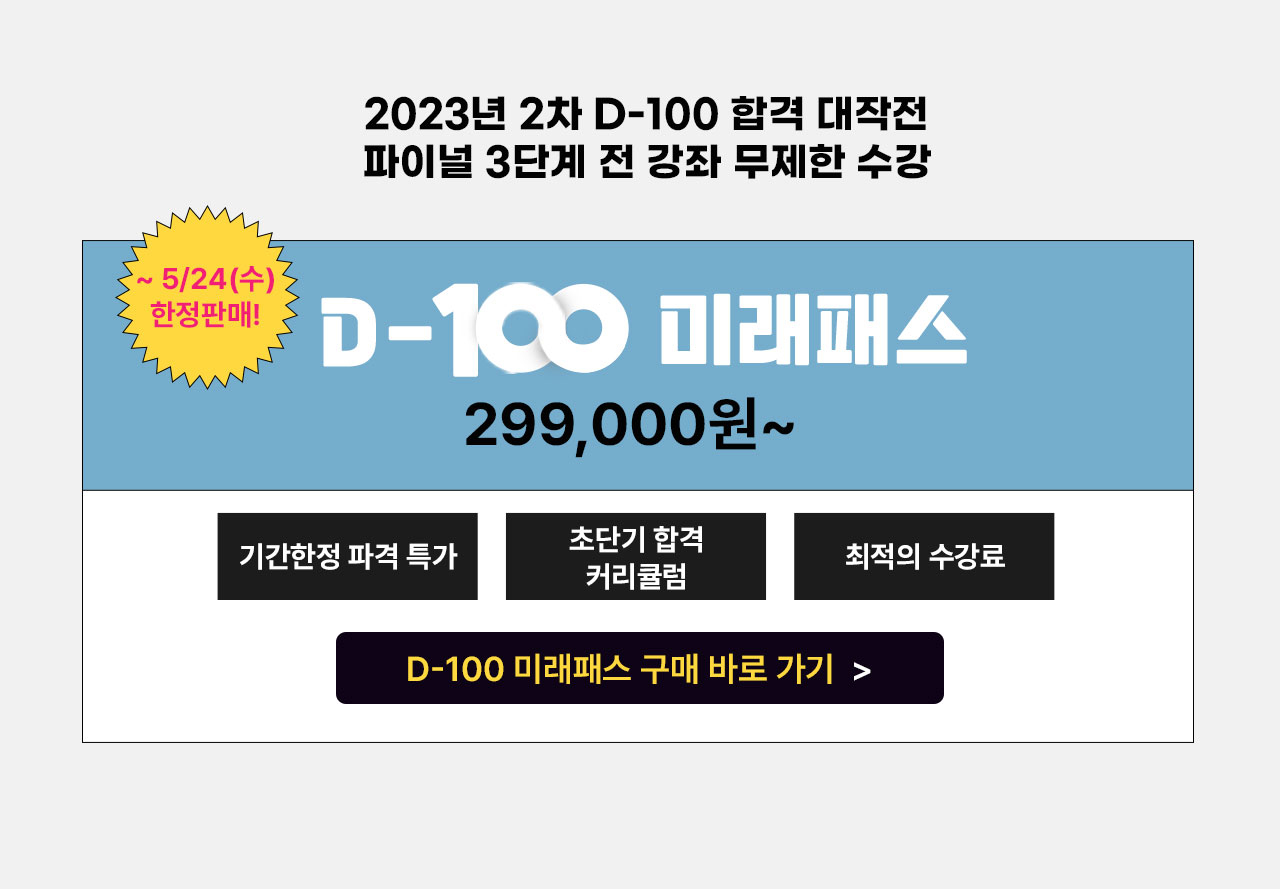 2023년 2차 D-100 합격 대작전
파이널 3단계 전 강좌 무제한 수강
~ 5/24(수)
한정판매!
D-100 미래패스
299,000원~
기간한정 파격 특가
초단기 합격
커리큘럼
최적의 수강료
D-100 미래패스 구매 바로 가기 >